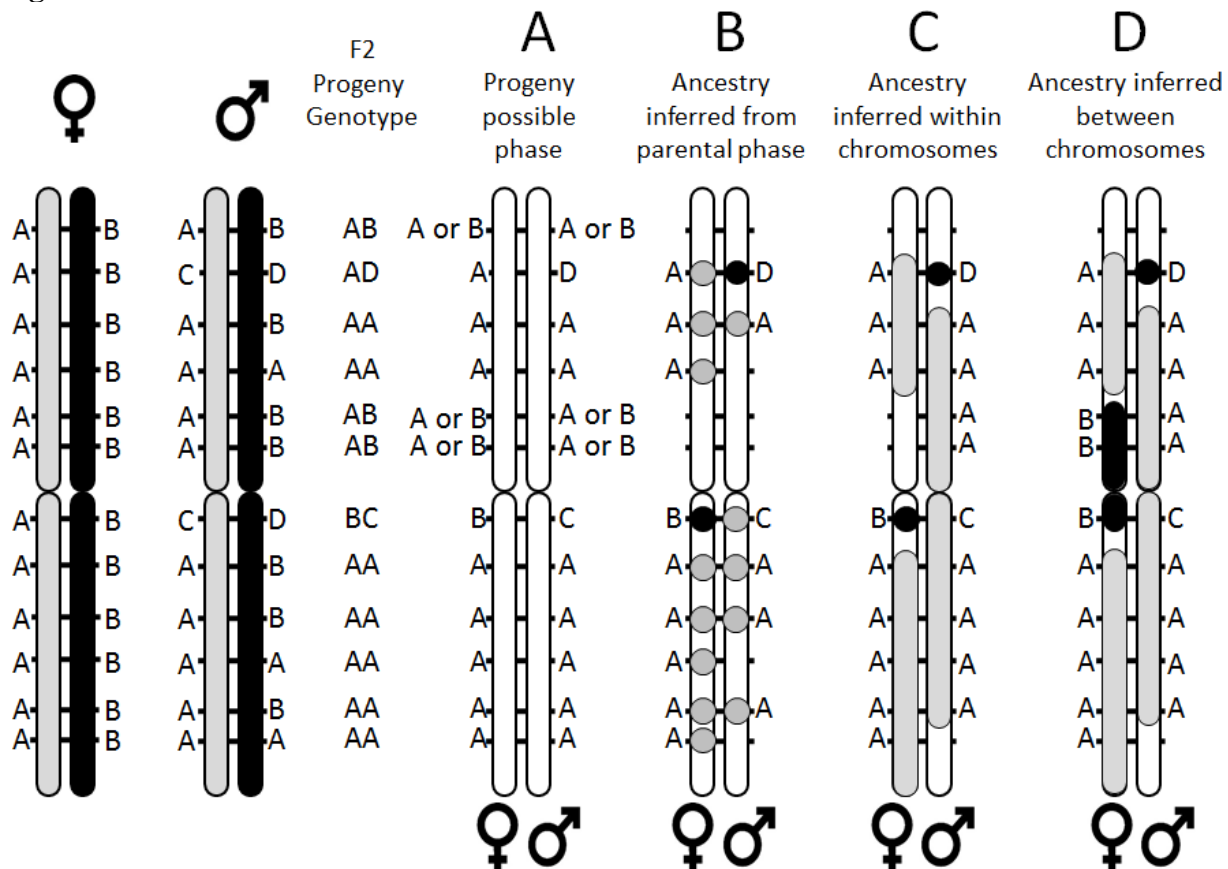 A B C D
F2
Progeny
Genotype
Progeny
possible
phase
Ancestry
inferred from
parental phase
Ancestry
inferred within
chromosomes
Ancestry inferred
between
chromosomes
A B A B AB A or B A or B
A B C D AD A D A D A D A D
A B A B AA A A A A A A A A
A B A A AA A A A A A A A
A B A B AB A or B A or B A B A
A B A B AB A or B A or B A B A
A B C D BC B C B C B C B C
A B A B AA A A A A A A A A
A B A B AA A A A A A A A A
A B A A AA A A A A A A A
A B A B AA A A A A A A A A
A B A A AA A A A A A